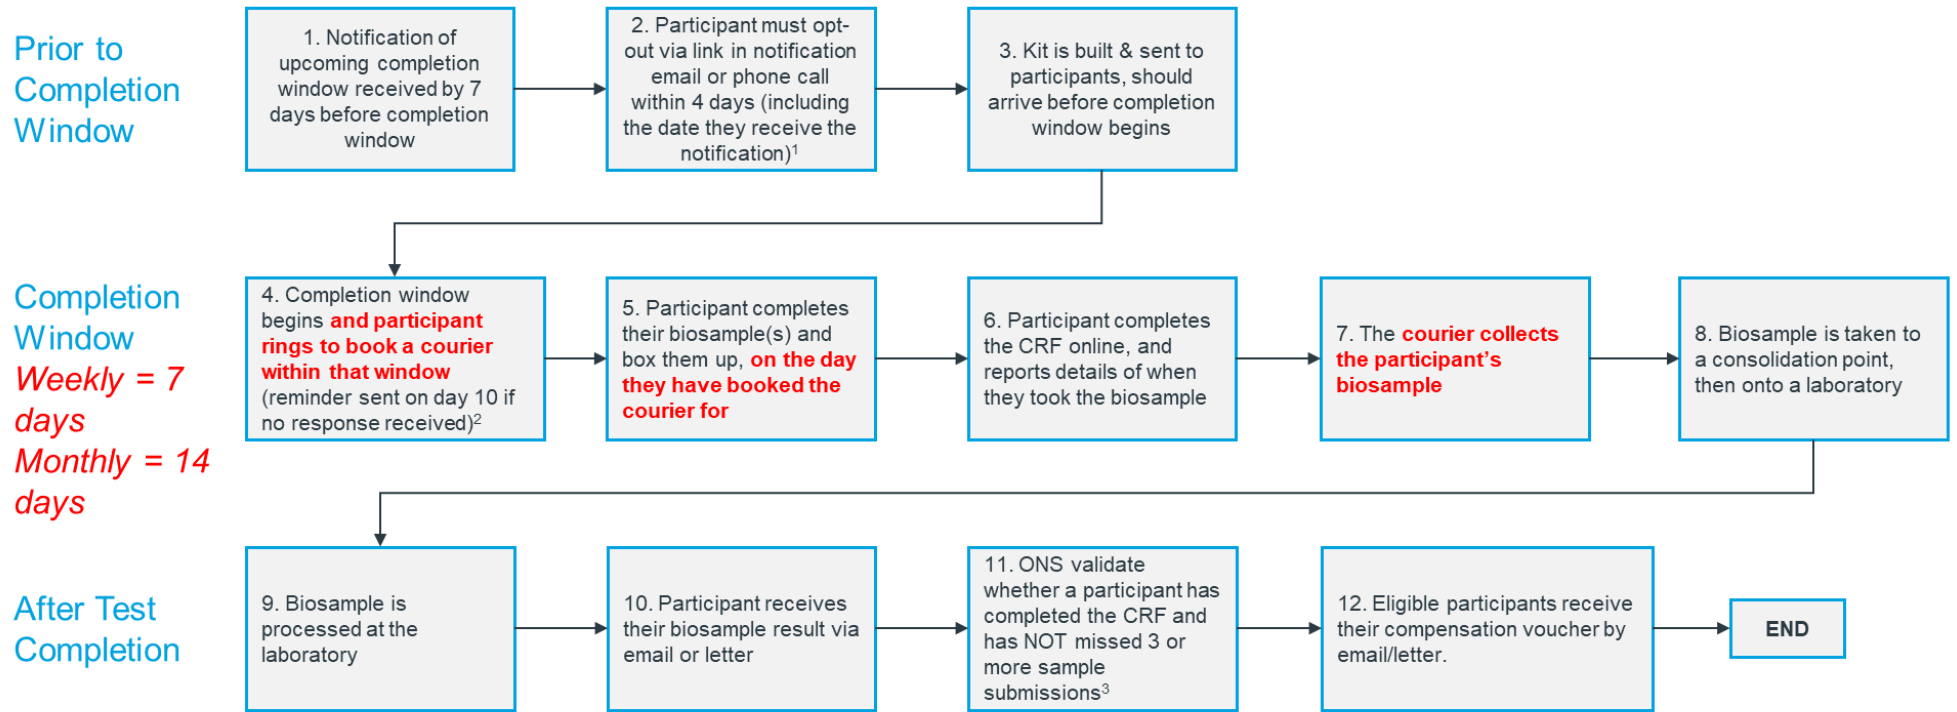 Prior to
Completion
Window
1. Notification of
upcoming completion
window received by 7
days before completion
window
2. Participant must opt-
out via link in notification
email or phone call
within 4 days (including
the date they receive the
notification)¹
3. Kit is built & sent to
participants, should
arrive before completion
window begins
Completion
Window
Weekly = 7
days
Monthly = 14
days
4. Completion window
begins and participant
rings to book a courier
within that window
(reminder sent on day 10 if
no response received)²
5. Participant completes
their biosample(s) and
box them up, on the day
they have booked the
courier for
6. Participant completes
the CRF online, and
reports details of when
they took the biosample
7. The courier collects
the participant's
biosample
8. Biosample is taken to
a consolidation point,
then onto a laboratory
After Test
Completion
9. Biosample is
processed at the
laboratory
10. Participant receives
their biosample result via
email or letter
11. ONS validate
whether a participant has
completed the CRF and
has NOT missed 3 or
more sample
submissions³
12. Eligible participants receive
their compensation voucher by
email/letter.
END